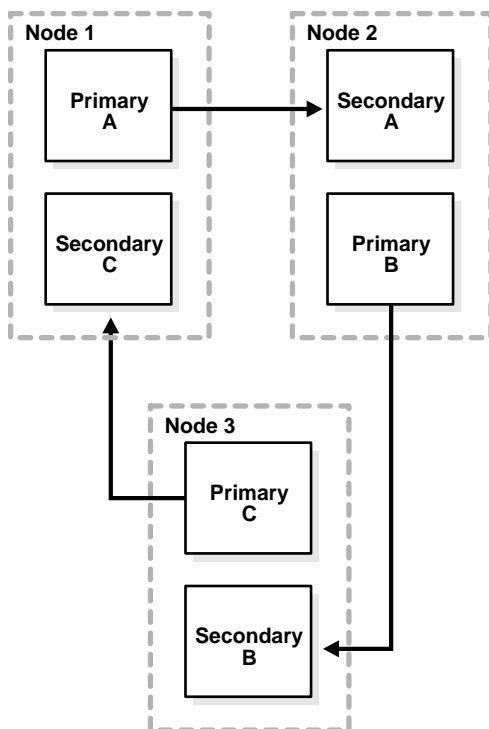 Node 1
Primary
A
Secondary
C
Node 2
Secondary
A
Primary
B
Node 3
Primary
C
Secondary
B